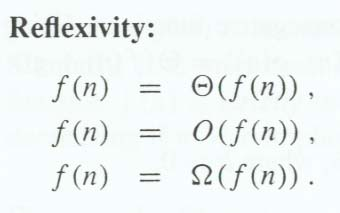 Reflexivity:
f(n) = Θ(f(n)) ,
f(n) = O(f(n)) ,
f(n) = Ω(f(n)) .